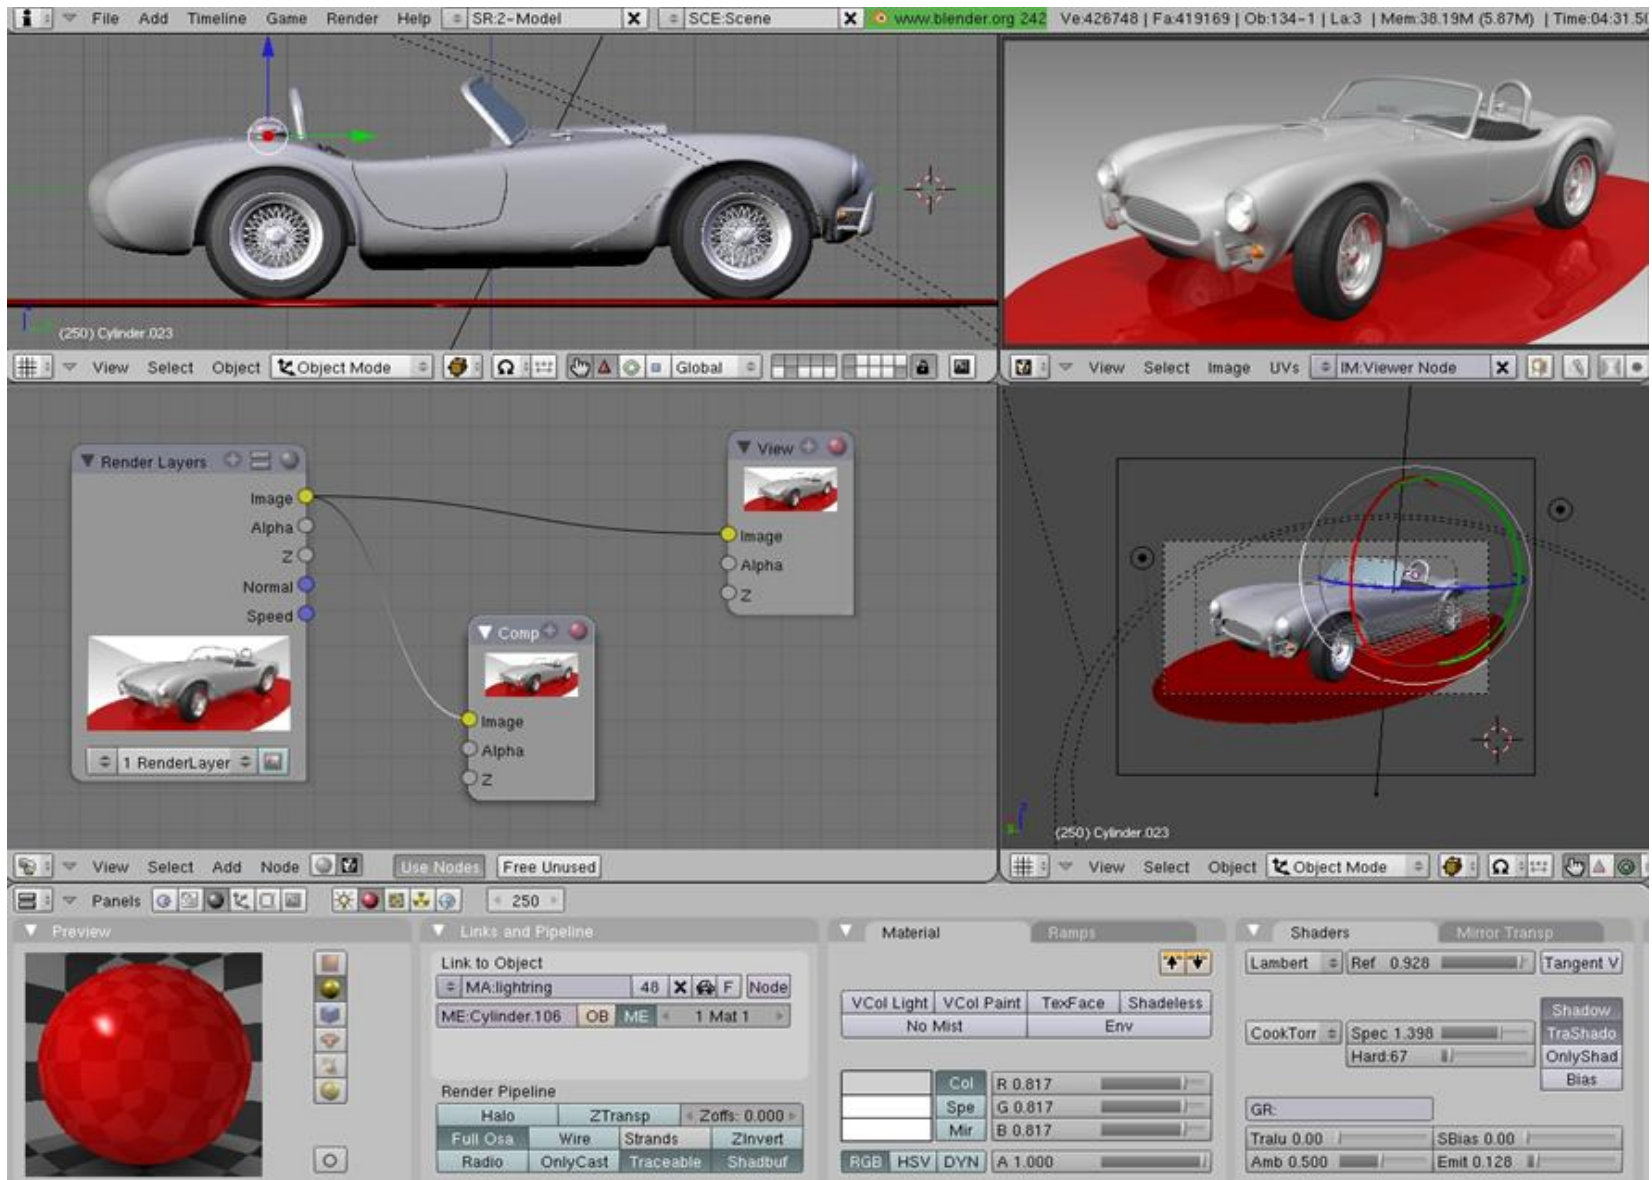 File Add Timeline Game Render Help SR:2-Model X SCE:Scene X www.blender.org 242 Ve:426748 | Fa:419169 | Ob:134-1 | La:3 | Mem:38.19M (5.87M) | Time:04:31.5
(250) Cylinder.023
View Select Object Object Mode Global
View Select Image UVs IM:Viewer Node X
Render Layers
Image
Alpha
Z
Normal
Speed
1 RenderLayer
View
Image
Alpha
Z
Comp
Image
Alpha
Z
(250) Cylinder.023
View Select Add Node Use Nodes Free Unused
View Select Object Object Mode
Panels 250
Preview
Links and Pipeline
Link to Object
MA:lightring 48 X F Node
ME:Cylinder.106 OB ME 1 Mat 1
Render Pipeline
Halo ZTransp Zoffs: 0.000
Full Osa Wire Strands ZInvert
Radio OnlyCast Traceable Shadbuf
Material Ramps
VCol Light VCol Paint TexFace Shadeless
No Mist Env
Col R 0.817
Spe G 0.817
Mir B 0.817
RGB HSV DYN A 1.000
Shaders Mirror Transp
Lambert Ref 0.928 Tangent V
Shadow
CookTorr Spec 1.398 TraShado
Hard:67 OnlyShad
Bias
GR:
Tralu 0.00 SBias 0.00
Amb 0.500 Emit 0.128